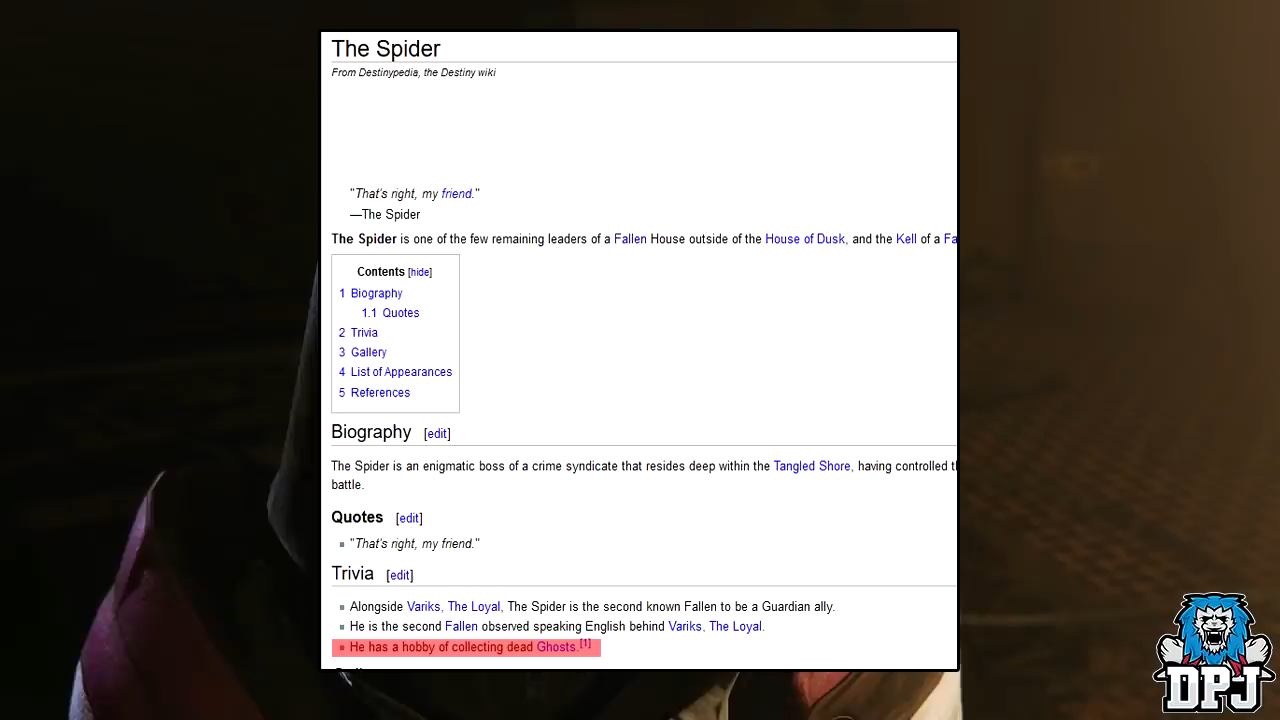 The Spider
From Destinypedia, the Destiny wiki
"That's right, my friend."
—The Spider
The Spider is one of the few remaining leaders of a Fallen House outside of the House of Dusk, and the Kell of a Fa
Contents [hide]
1 Biography
1.1 Quotes
2 Trivia
3 Gallery
4 List of Appearances
5 References
Biography [edit]
The Spider is an enigmatic boss of a crime syndicate that resides deep within the Tangled Shore, having controlled t
battle.
Quotes [edit]
"That's right, my friend."
Trivia [edit]
Alongside Variks, The Loyal, The Spider is the second known Fallen to be a Guardian ally.
He is the second Fallen observed speaking English behind Variks, The Loyal.
He has a hobby of collecting dead Ghosts.[1]
DPJ